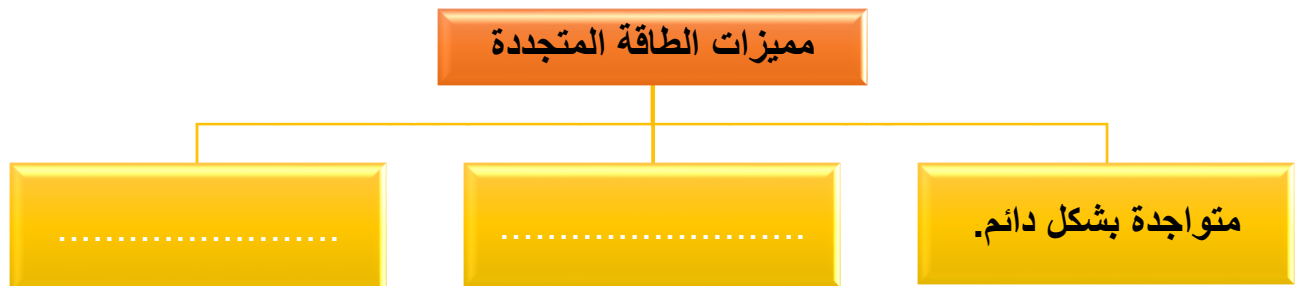 مميزات الطاقة المتجددة
متواجدة بشكل دائم.
..........................
........................